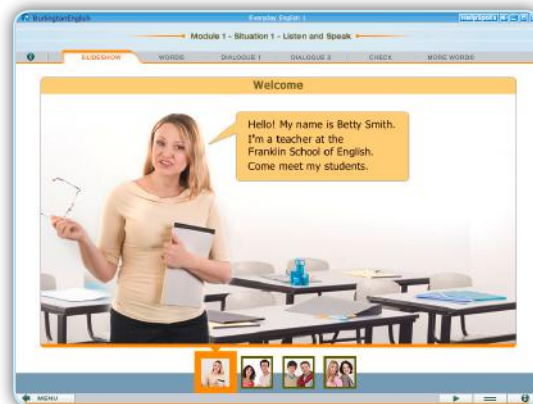 BurlingtonEnglish
Everyday English 1
HelpSpots
Module 1 - Situation 1 - Listen and Speak
SLIDESHOW
WORDS
DIALOGUE 1
DIALOGUE 2
CHECK
MORE WORDS
Welcome
Hello! My name is Betty Smith.
I'm a teacher at the
Franklin School of English.
Come meet my students.
MENU